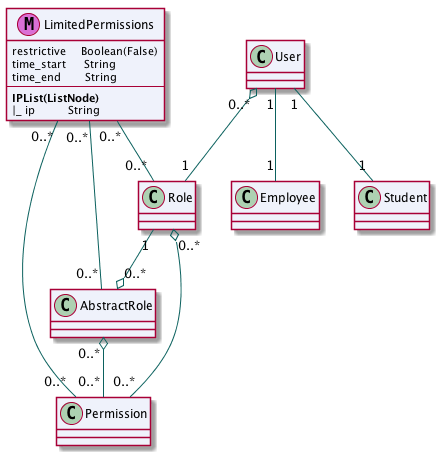 M LimitedPermissions
restrictive Boolean(False)
time_start String
time_end String
IPList(ListNode)
|_ ip String
C User
0..* 0..* 0..* 0..* 1 1
0..* 1 1 1
C Role C Employee C Student
1 0..*
0..* 0..*
C AbstractRole
0..*
0..* 0..* 0..*
C Permission